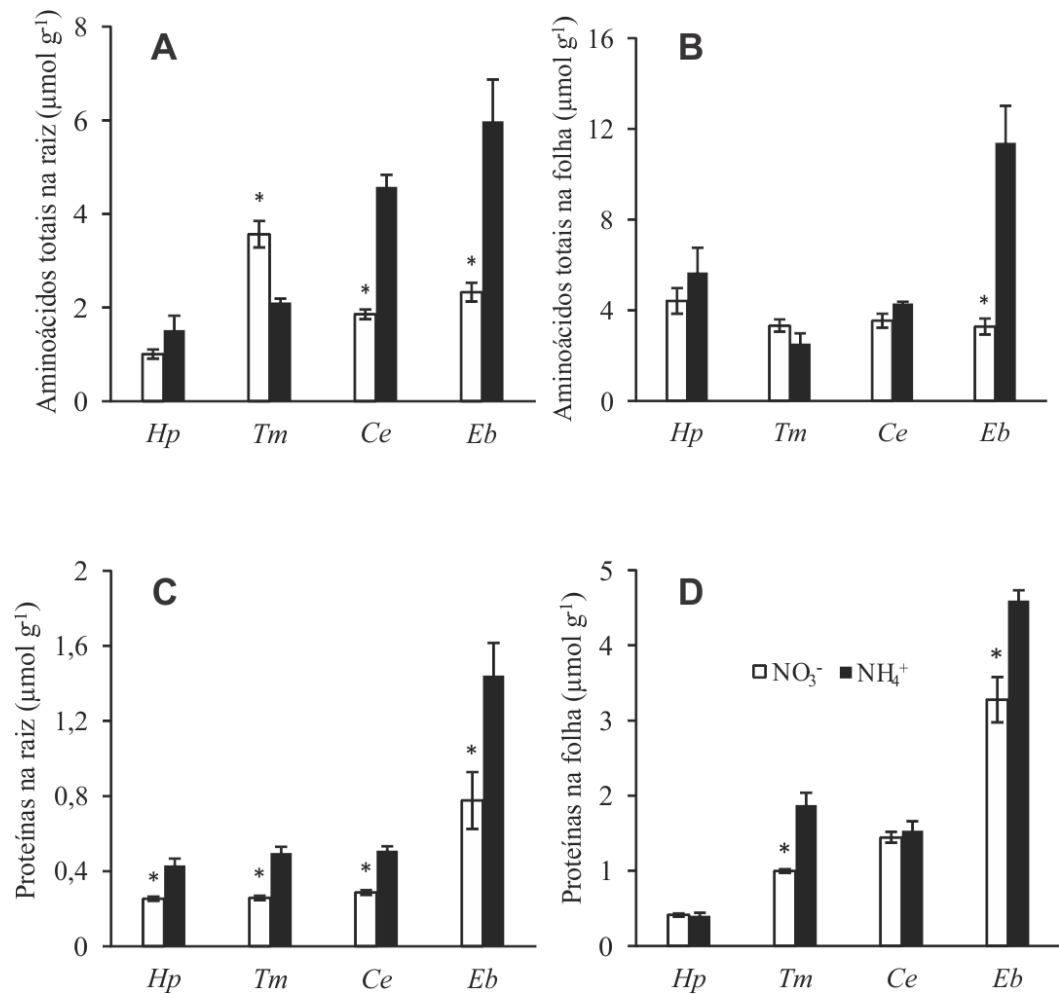 A
Aminoácidos totais na raiz (µmol g⁻¹)
8
6
4
2
0
*
*
*
Hp Tm Ce Eb
B
Aminoácidos totais na folha (µmol g⁻¹)
16
12
8
4
0
*
Hp Tm Ce Eb
C
Proteínas na raiz (µmol g⁻¹)
2
1,6
1,2
0,8
0,4
0
*
*
*
*
Hp Tm Ce Eb
D
Proteínas na folha (µmol g⁻¹)
5
4
3
2
1
0
NO₃⁻ NH₄⁺
*
*
Hp Tm Ce Eb